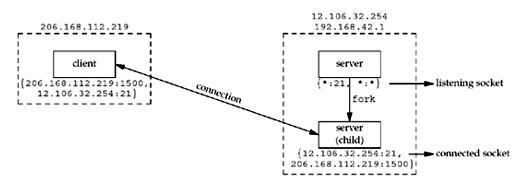 12.106.32.254
206.168.112.219
192.168.42.1
client
server
{206.168.112.219:1500,
12.106.32.254:21}
connection
{*:21, *:*}
listening socket
fork
server
(child)
{12.106.32.254:21,
206.168.112.219:1500}
connected socket